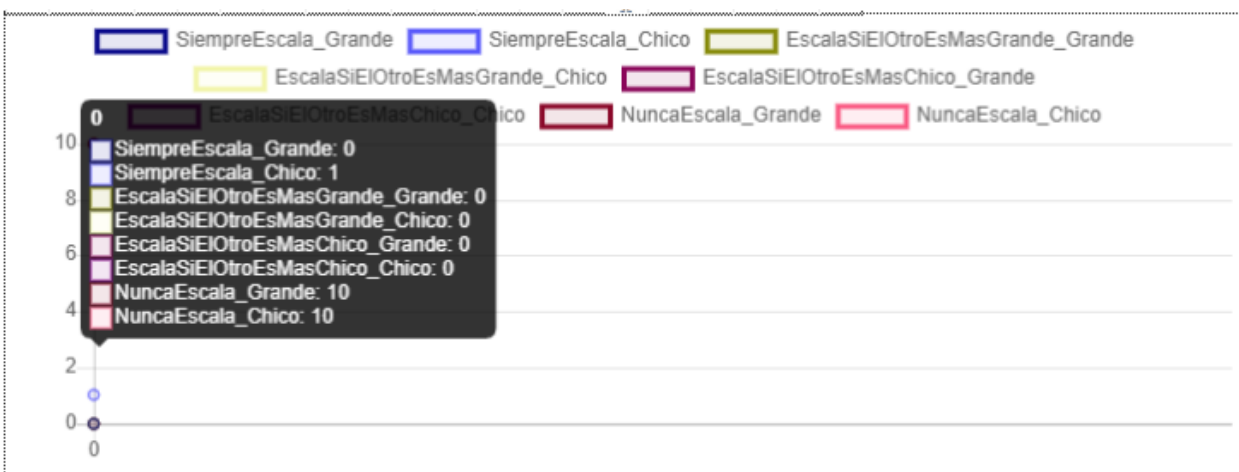 SiempreEscala_Grande SiempreEscala_Chico EscalaSiElOtroEsMasGrande_Grande
EscalaSiElOtroEsMasGrande_Chico EscalaSiElOtroEsMasChico_Grande
EscalaSiElOtroEsMasChico_Chico NuncaEscala_Grande NuncaEscala_Chico
0
SiempreEscala_Grande: 0
SiempreEscala_Chico: 1
EscalaSiElOtroEsMasGrande_Grande: 0
EscalaSiElOtroEsMasGrande_Chico: 0
EscalaSiElOtroEsMasChico_Grande: 0
EscalaSiElOtroEsMasChico_Chico: 0
NuncaEscala_Grande: 10
NuncaEscala_Chico: 10
10
8
6
4
2
0
0